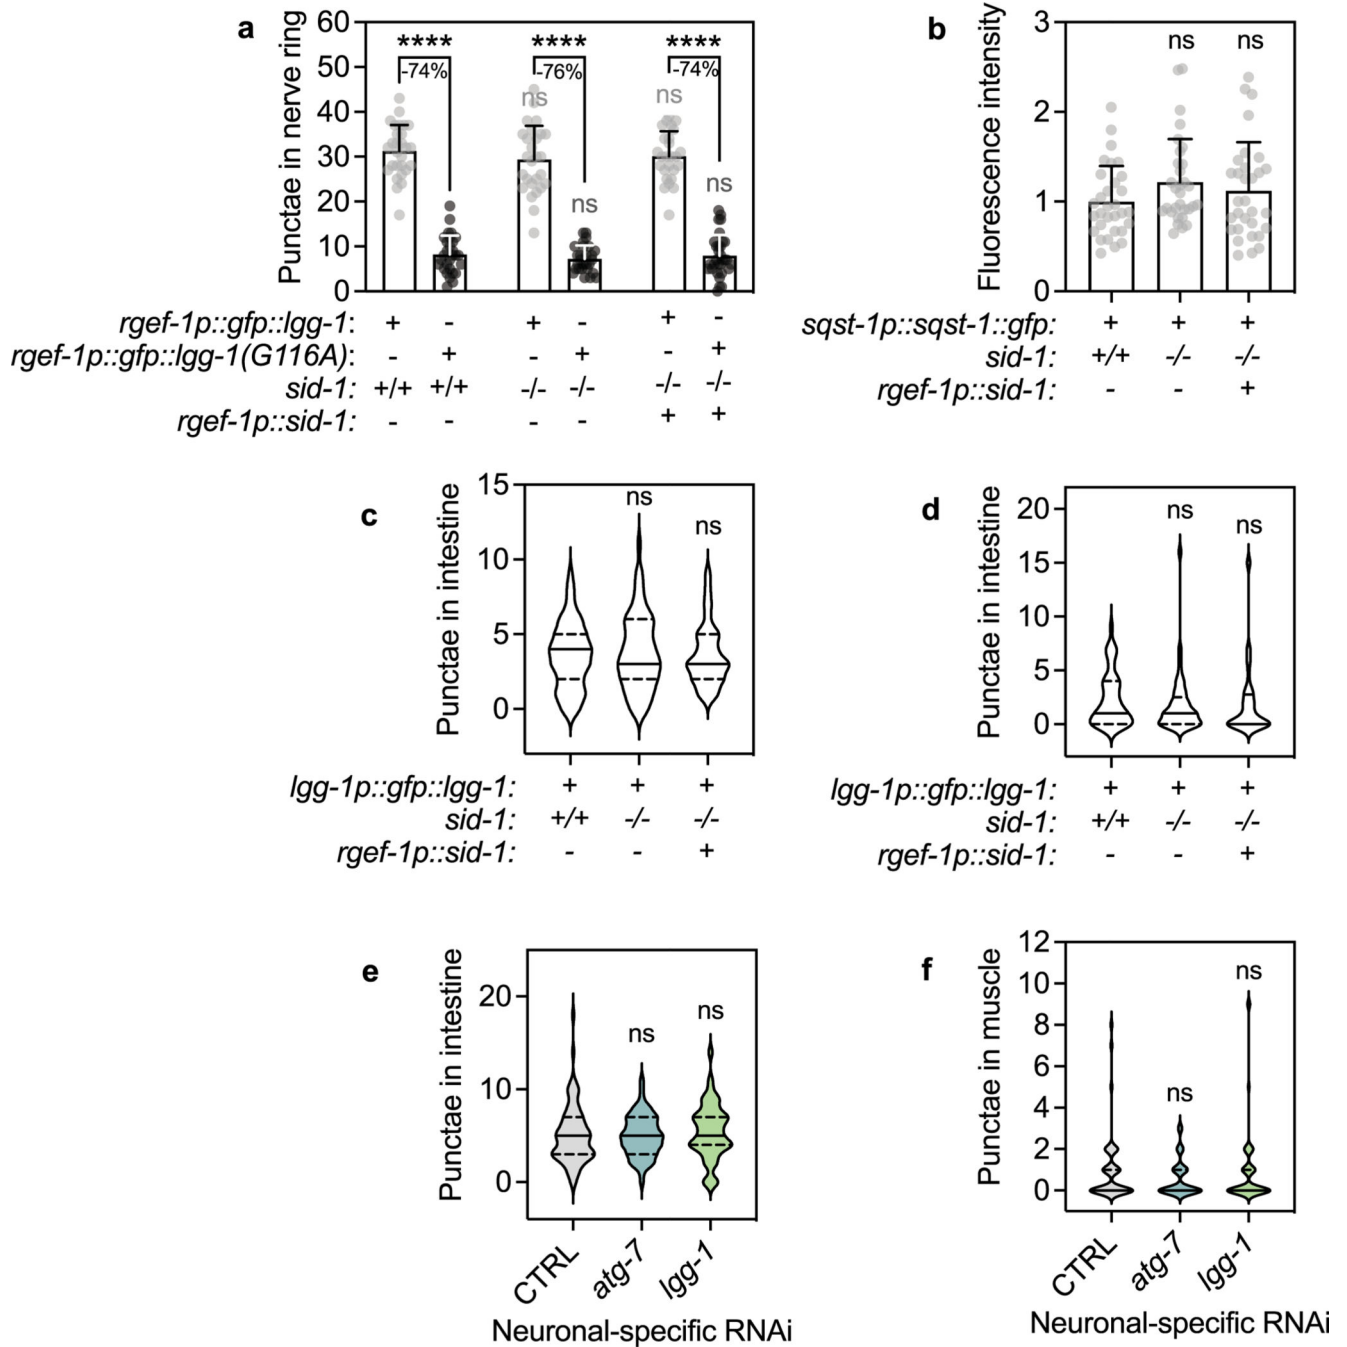 a
Punctae in nerve ring
60
50
40
30
20
10
0
**** **** ****
-74% -76% -74%
ns ns
ns ns
rgef-1p::gfp::lgg-1: + - + - + -
rgef-1p::gfp::lgg-1(G116A): - + - + - +
sid-1: +/+ +/+ -/- -/- -/- -/-
rgef-1p::sid-1: - - - - + +
b
Fluorescence intensity
3
2
1
0
ns ns
sqst-1p::sqst-1::gfp: + + +
sid-1: +/+ -/- -/-
rgef-1p::sid-1: - - +
c
Punctae in intestine
15
10
5
0
ns ns
lgg-1p::gfp::lgg-1: + + +
sid-1: +/+ -/- -/-
rgef-1p::sid-1: - - +
d
Punctae in intestine
20
15
10
5
0
ns ns
lgg-1p::gfp::lgg-1: + + +
sid-1: +/+ -/- -/-
rgef-1p::sid-1: - - +
e
Punctae in intestine
20
10
0
ns ns
CTRL atg-7 lgg-1
Neuronal-specific RNAi
f
Punctae in muscle
12
10
8
6
4
2
0
ns ns
CTRL atg-7 lgg-1
Neuronal-specific RNAi